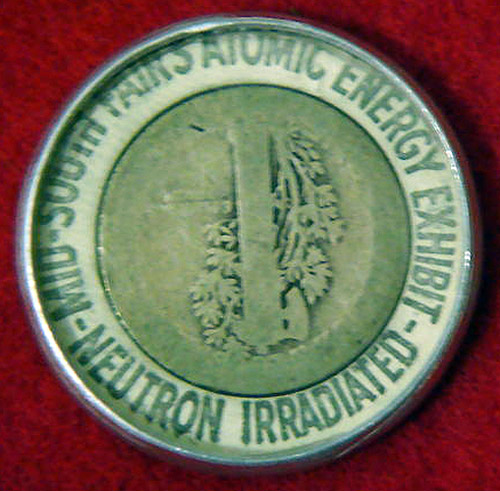 MID-SOUTH FAIR'S ATOMIC ENERGY EXHIBIT
-NEUTRON IRRADIATED-